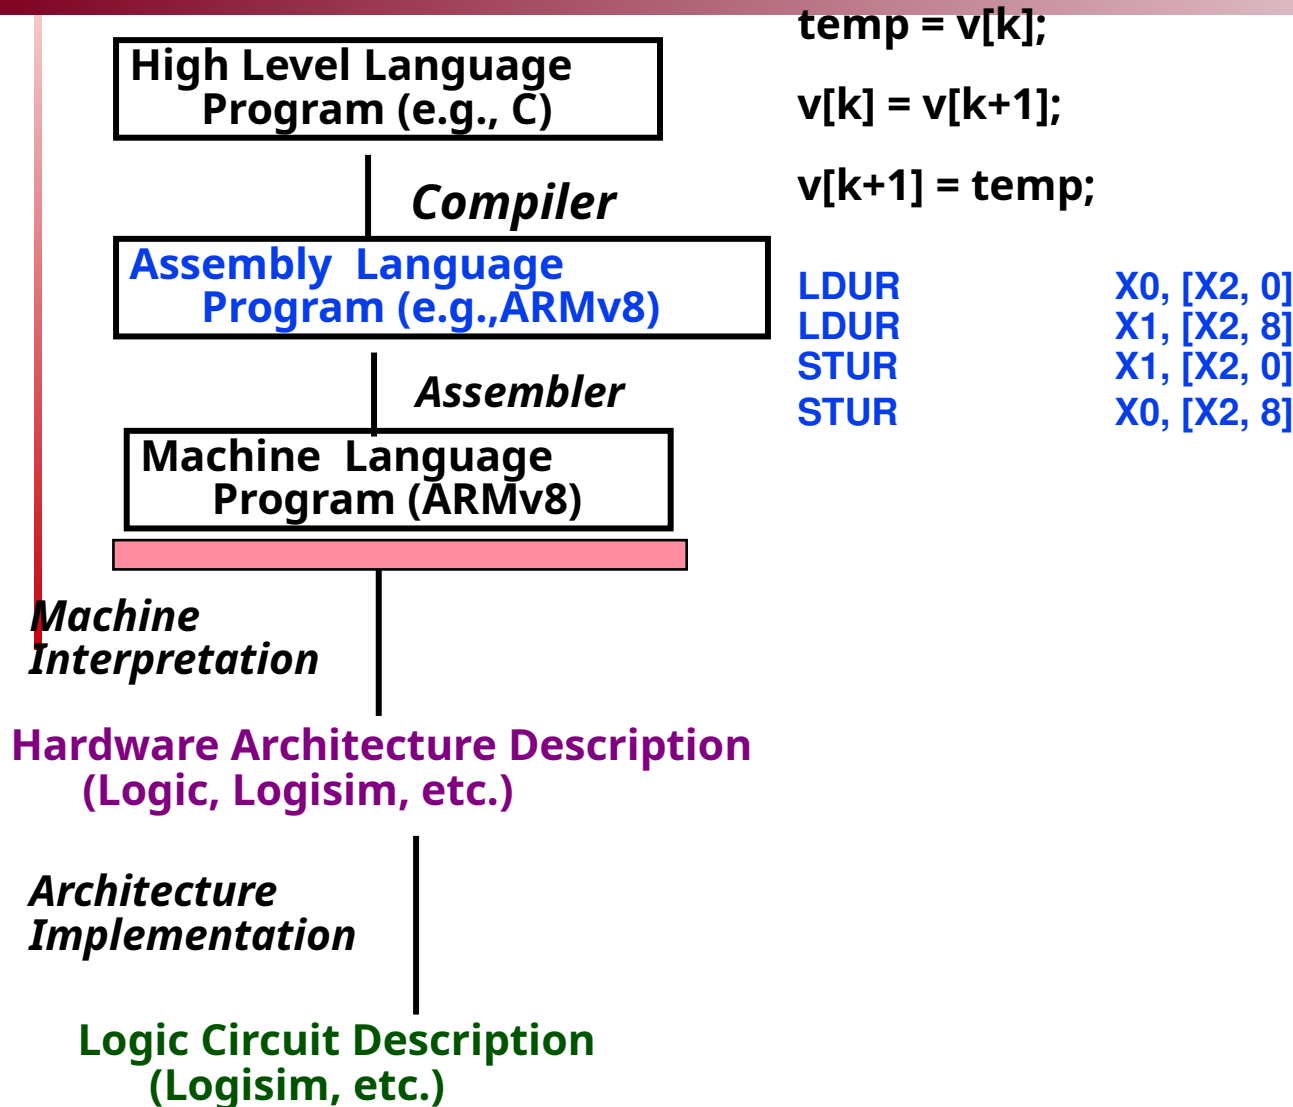 temp = v[k];
High Level Language
Program (e.g., C)
v[k] = v[k+1];
Compiler
v[k+1] = temp;
Assembly Language
Program (e.g.,ARMv8)
LDUR X0, [X2, 0]
LDUR X1, [X2, 8]
STUR X1, [X2, 0]
STUR X0, [X2, 8]
Assembler
Machine Language
Program (ARMv8)
Machine
Interpretation
Hardware Architecture Description
(Logic, Logisim, etc.)
Architecture
Implementation
Logic Circuit Description
(Logisim, etc.)